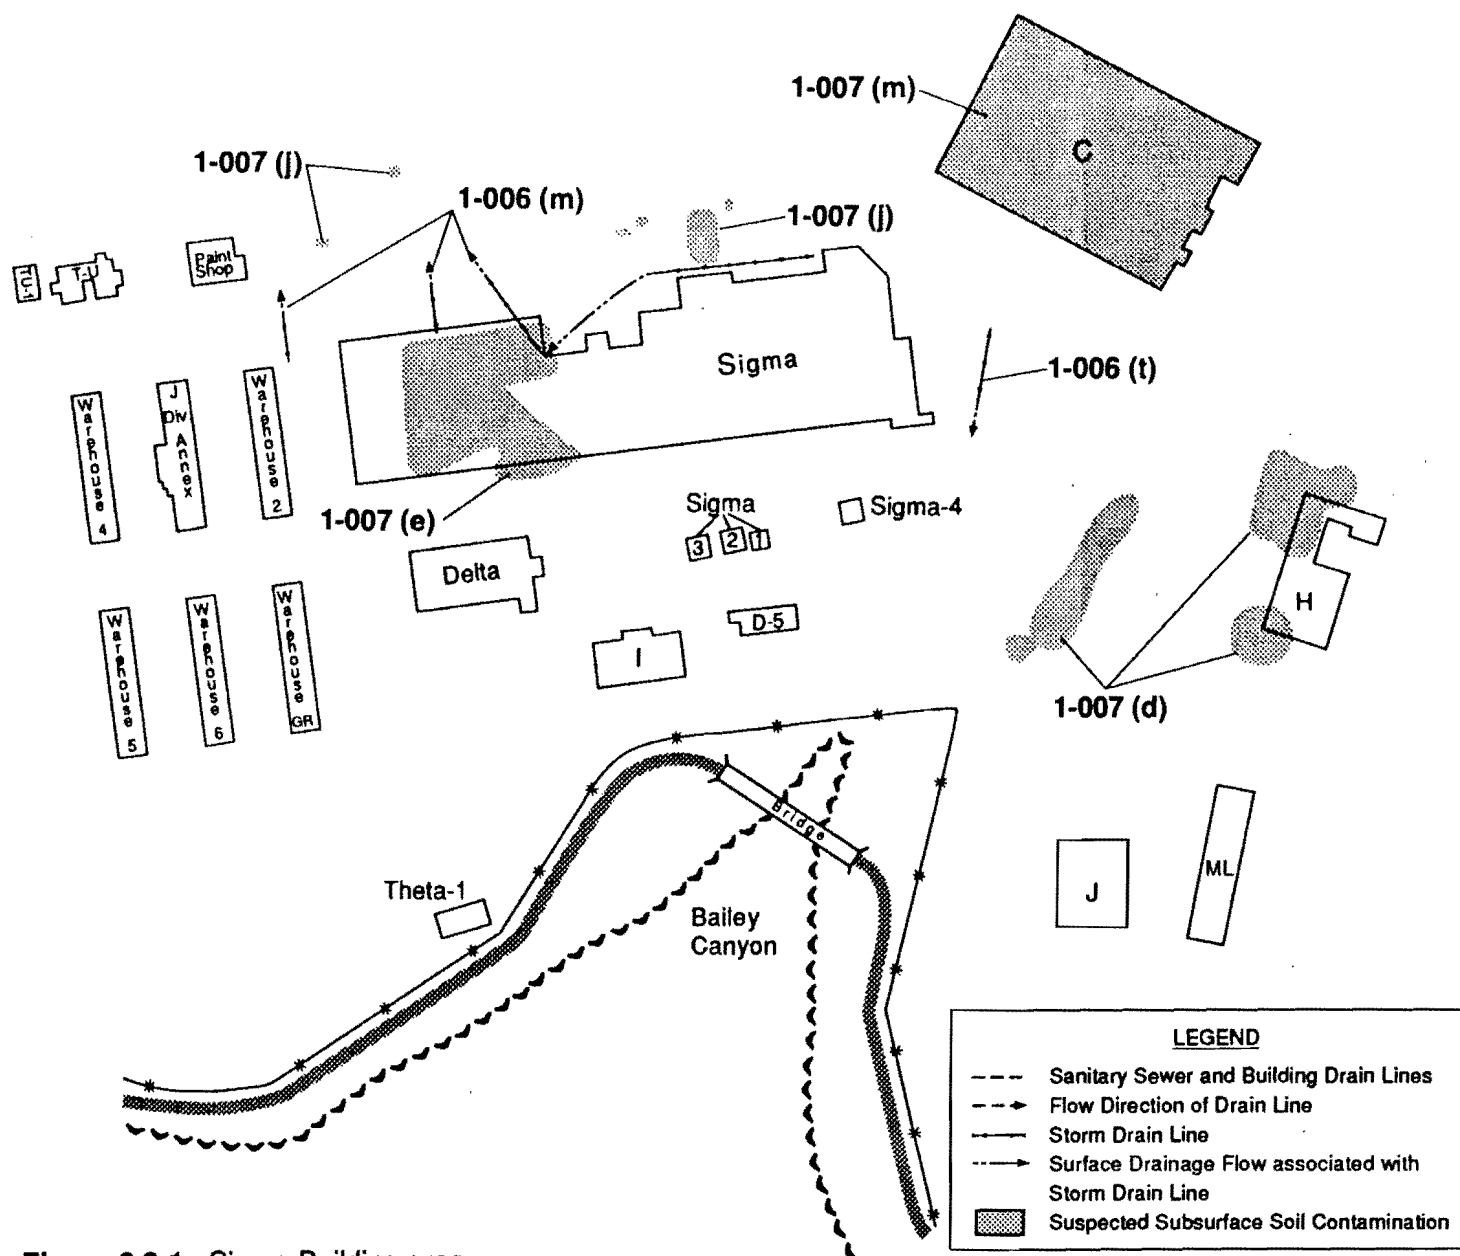 1-007 (m)
C
1-007 (j)
1-006 (m)
1-007 (j)
T-U
Paint
Shop
Sigma
1-006 (t)
Warehouse 4
J Div Annex
Warehouse 2
1-007 (e)
Sigma
3 2 1
Sigma-4
Delta
D-5
I
H
1-007 (d)
Warehouse 5
Warehouse 6
Warehouse GR
Bridge
Theta-1
Bailey
Canyon
J
ML
LEGEND
Sanitary Sewer and Building Drain Lines
Flow Direction of Drain Line
Storm Drain Line
Surface Drainage Flow associated with
Storm Drain Line
Suspected Subsurface Soil Contamination